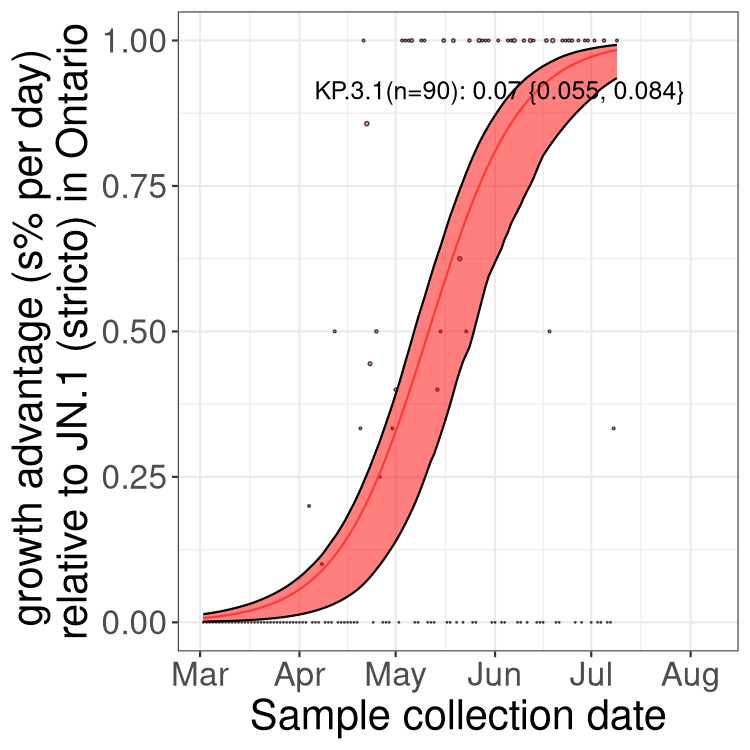 growth advantage (s% per day)
relative to JN.1 (stricto) in Ontario
1.00
0.75
0.50
0.25
0.00
KP.3.1(n=90): 0.07 {0.055, 0.084}
Mar Apr May Jun Jul Aug
Sample collection date